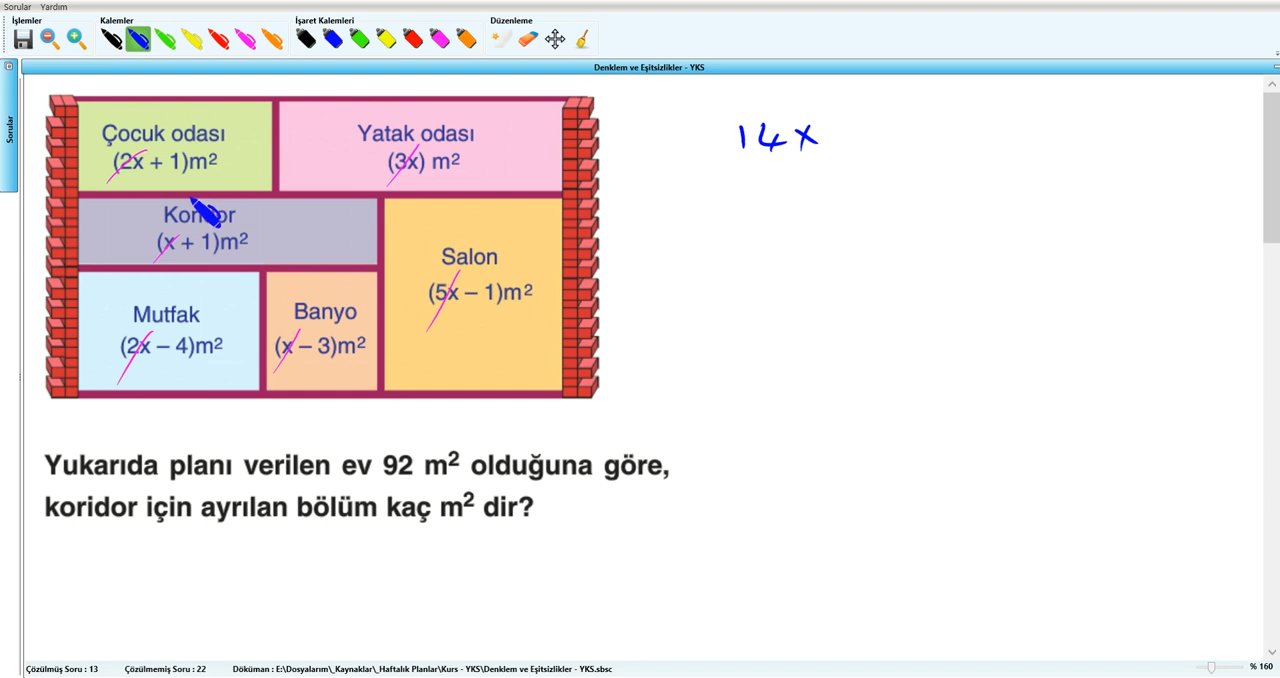 Sorular Yardım
İşlemler Kalemler İşaret Kalemleri Düzenleme
Denklem ve Eşitsizlikler - YKS
Sorular
Çocuk odası
(2x + 1)m²
Yatak odası
(3x) m²
14x
(x + 1)m²
Salon
(5x – 1)m²
Mutfak
(2x – 4)m²
Banyo
(x – 3)m²
Yukarıda planı verilen ev 92 m² olduğuna göre,
koridor için ayrılan bölüm kaç m² dir?
Çözülmüş Soru : 13 Çözülmemiş Soru : 22 Döküman : E:\Dosyalarım\_Kaynaklar\_Haftalık Planlar\Kurs - YKS\Denklem ve Eşitsizlikler - YKS.sbsc % 160